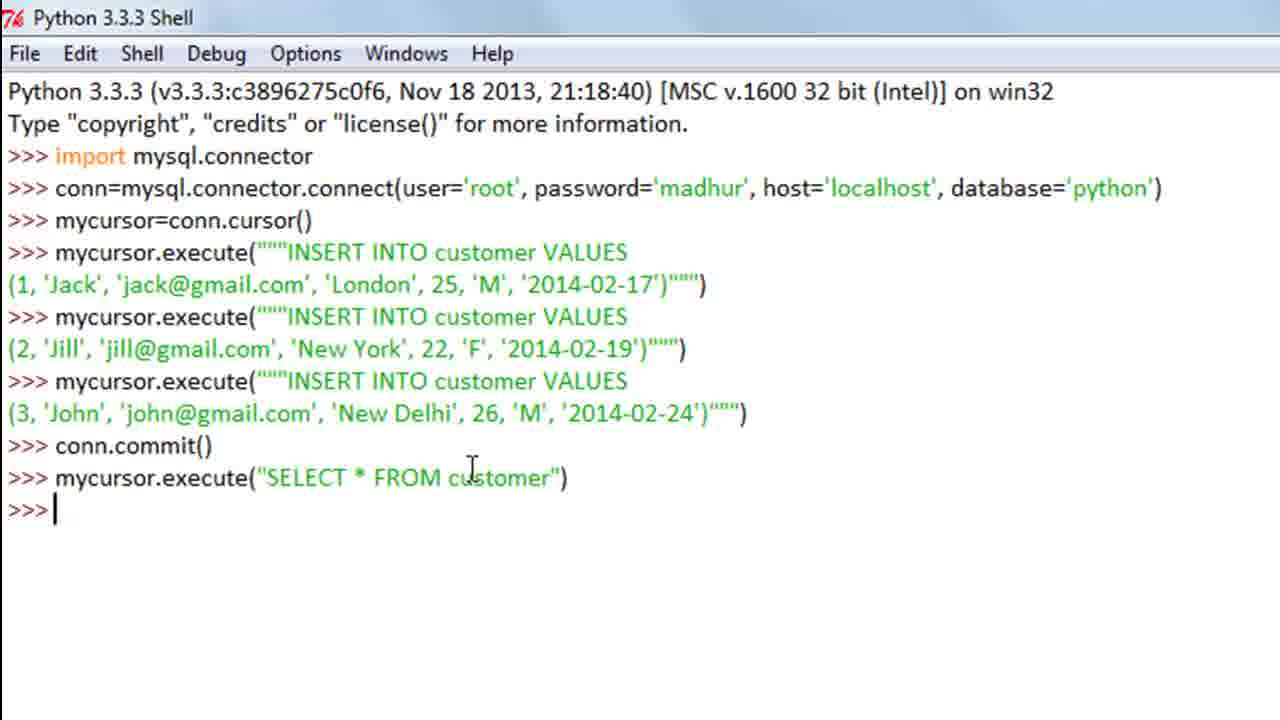 Python 3.3.3 Shell
File Edit Shell Debug Options Windows Help
Python 3.3.3 (v3.3.3:c3896275c0f6, Nov 18 2013, 21:18:40) [MSC v.1600 32 bit (Intel)] on win32
Type "copyright", "credits" or "license()" for more information.
>>> import mysql.connector
>>> conn=mysql.connector.connect(user='root', password='madhur', host='localhost', database='python')
>>> mycursor=conn.cursor()
>>> mycursor.execute("""INSERT INTO customer VALUES
(1, 'Jack', 'jack@gmail.com', 'London', 25, 'M', '2014-02-17')""")
>>> mycursor.execute("""INSERT INTO customer VALUES
(2, 'Jill', 'jill@gmail.com', 'New York', 22, 'F', '2014-02-19')""")
>>> mycursor.execute("""INSERT INTO customer VALUES
(3, 'John', 'john@gmail.com', 'New Delhi', 26, 'M', '2014-02-24')""")
>>> conn.commit()
>>> mycursor.execute("SELECT * FROM customer")
>>>